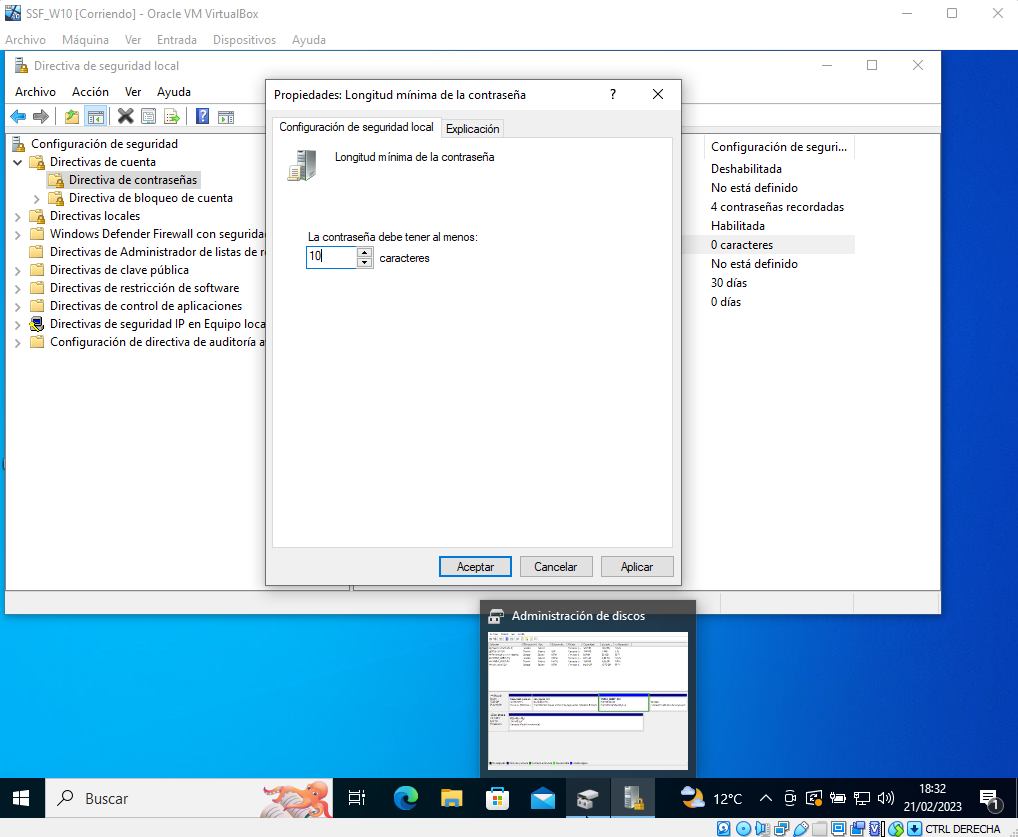 SSF_W10 [Corriendo] - Oracle VM VirtualBox
Archivo Máquina Ver Entrada Dispositivos Ayuda
Directiva de seguridad local
Archivo Acción Ver Ayuda
Configuración de seguridad
Directivas de cuenta
Directiva de contraseñas
Directiva de bloqueo de cuenta
Directivas locales
Windows Defender Firewall con segurida
Directivas de Administrador de listas de r
Directivas de clave pública
Directivas de restricción de software
Directivas de control de aplicaciones
Directivas de seguridad IP en Equipo loca
Configuración de directiva de auditoría a
Propiedades: Longitud mínima de la contraseña
?
Configuración de seguridad local Explicación
Longitud mínima de la contraseña
La contraseña debe tener al menos:
10 caracteres
Aceptar Cancelar Aplicar
Configuración de seguri...
Deshabilitada
No está definido
4 contraseñas recordadas
Habilitada
0 caracteres
No está definido
30 días
0 días
Administración de discos
Buscar
12°C
18:32
21/02/2023
1
CTRL DERECHA